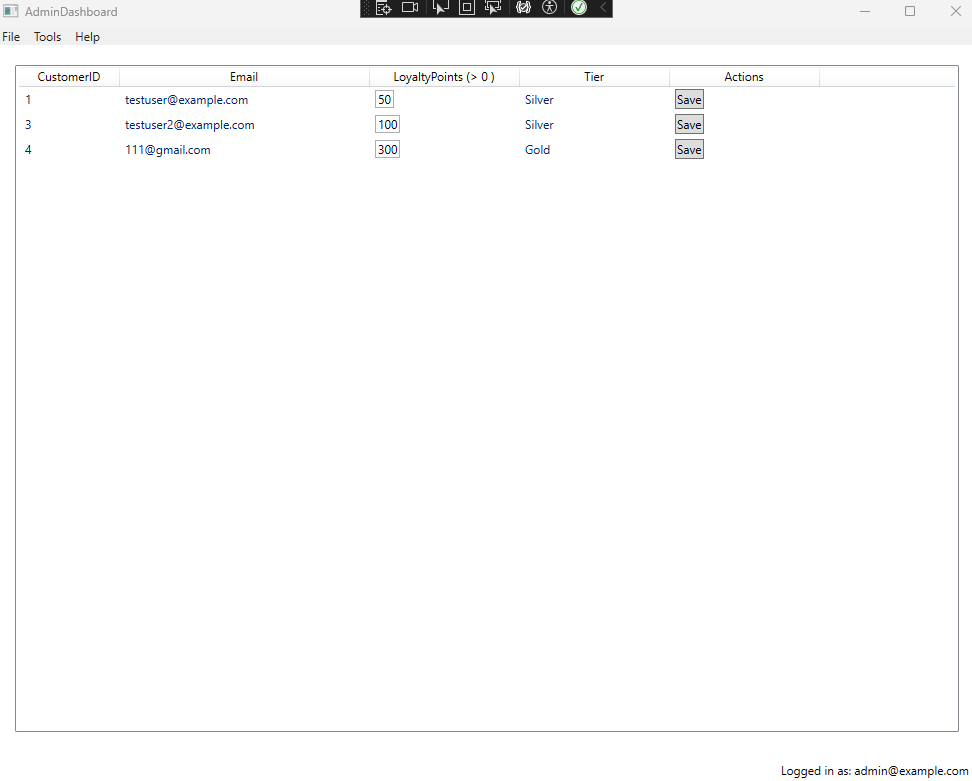 AdminDashboard
File Tools Help
CustomerID Email LoyaltyPoints (> 0 ) Tier Actions
1 testuser@example.com 50 Silver Save
3 testuser2@example.com 100 Silver Save
4 111@gmail.com 300 Gold Save
Logged in as: admin@example.com